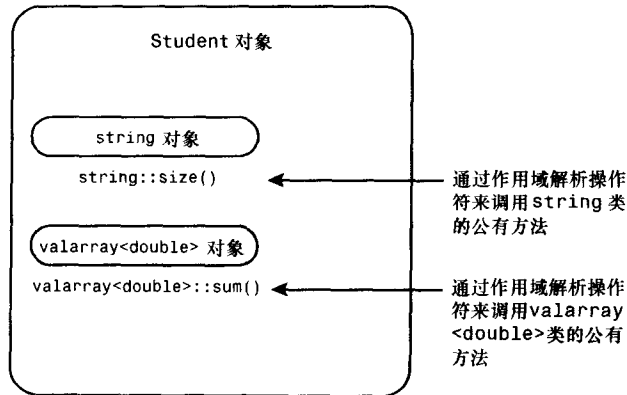 Student 对象
string 对象
string::size()
通过作用域解析操作
符来调用string 类
的公有方法
valarray<double> 对象
valarray<double>::sum()
通过作用域解析操作
符来调用valarray
<double>类的公有
方法